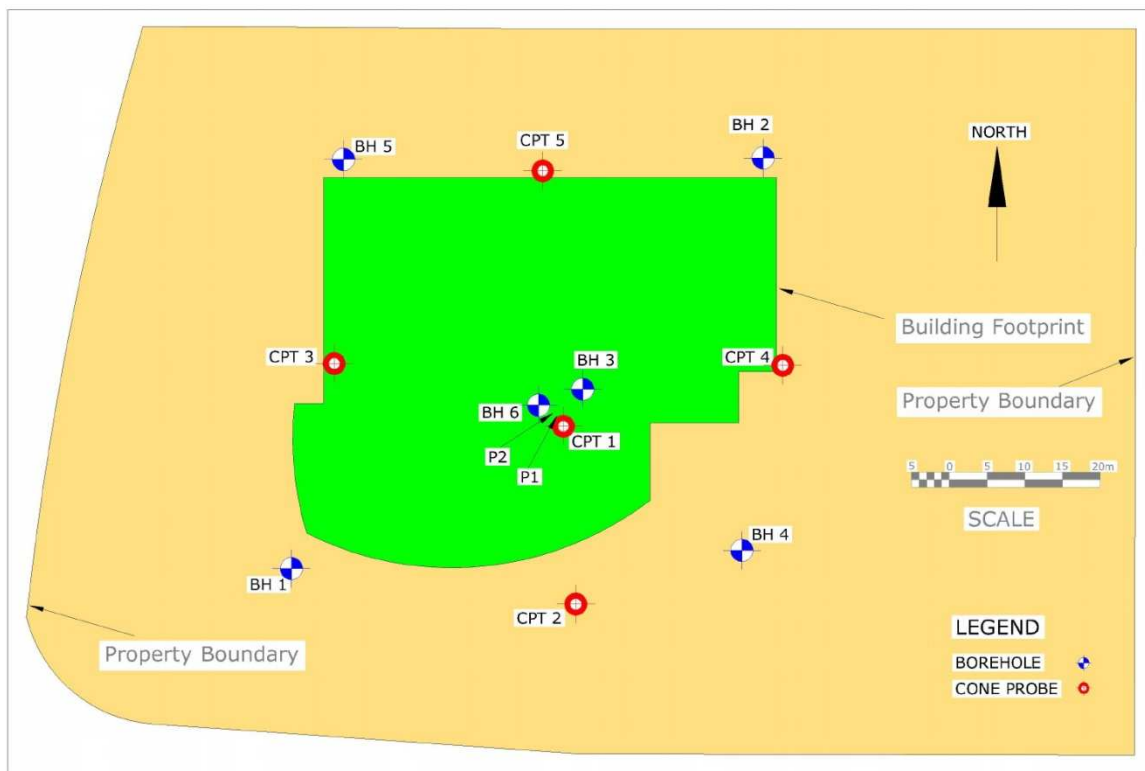 CPT 5
BH 2
BH 5
NORTH
Building Footprint
CPT 3
CPT 4
BH 3
Property Boundary
BH 6
CPT 1
P2
P1
5 0 5 10 15 20m
SCALE
BH 4
BH 1
CPT 2
Property Boundary
LEGEND
BOREHOLE
CONE PROBE